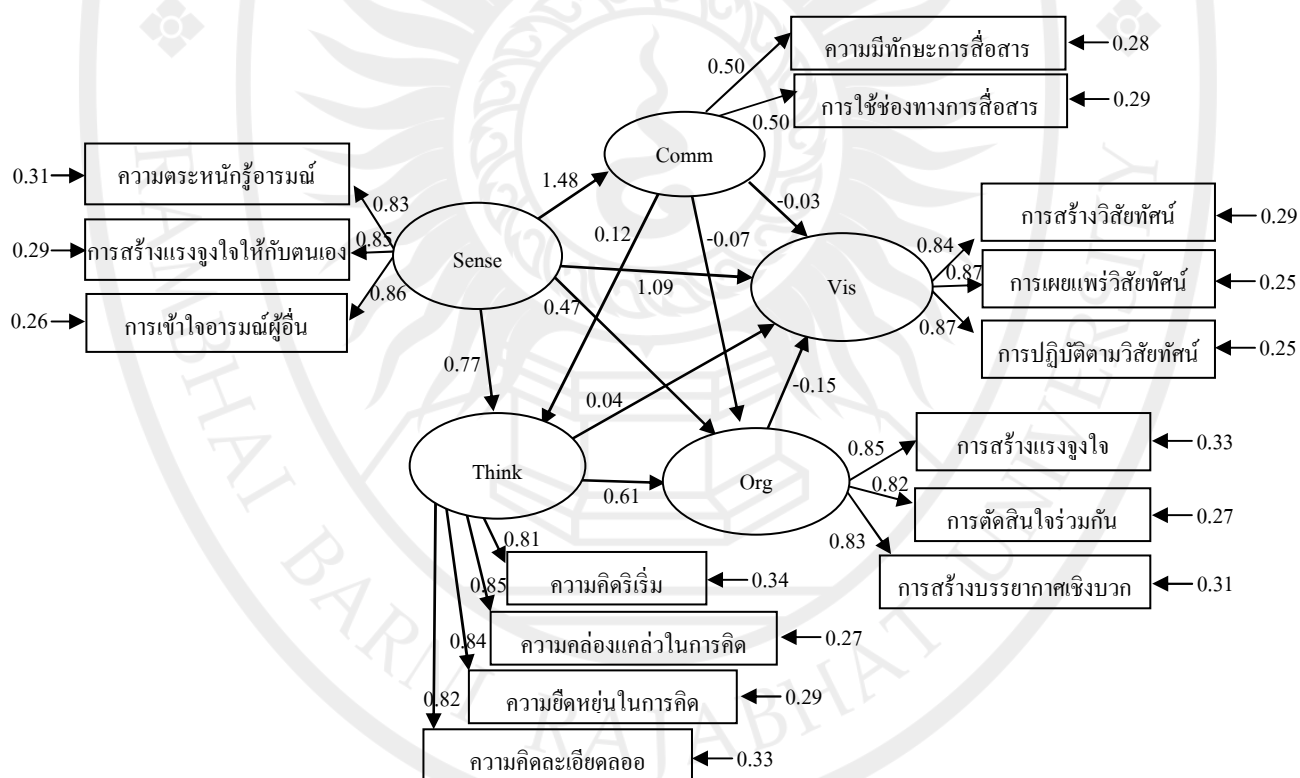 ความมีทักษะการสื่อสาร
0.28
0.50
การใช้ช่องทางการสื่อสาร
0.29
0.50
Comm
ความตระหนักรู้อารมณ์
0.31
0.83
1.48
-0.03
การสร้างวิสัยทัศน์
0.29
การสร้างแรงจูงใจให้กับตนเอง
0.29
0.85
Sense
0.12
-0.07
0.84
1.09
Vis
0.87
การเผยแพร่วิสัยทัศน์
0.25
0.86
0.47
การเข้าใจอารมณ์ผู้อื่น
0.26
0.87
การปฏิบัติตามวิสัยทัศน์
0.25
0.77
0.04
-0.15
Think
0.61
Org
0.85
การสร้างแรงจูงใจ
0.33
0.82
การตัดสินใจร่วมกัน
0.27
0.83
การสร้างบรรยากาศเชิงบวก
0.31
0.81
ความคิดริเริ่ม
0.34
0.85
ความคล่องแคล่วในการคิด
0.27
0.84
ความยืดหยุ่นในการคิด
0.29
0.82
ความคิดละเอียดลออ
0.33
RAMBHAI BARNI RAJABHAT UNIVERSITY